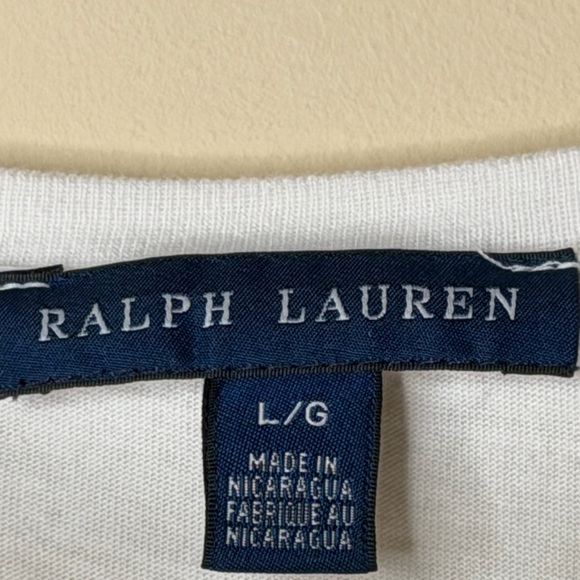 RALPH LAUREN
L/G
MADE IN
NICARAGUA
FABRIQUE AU
NICARAGUA